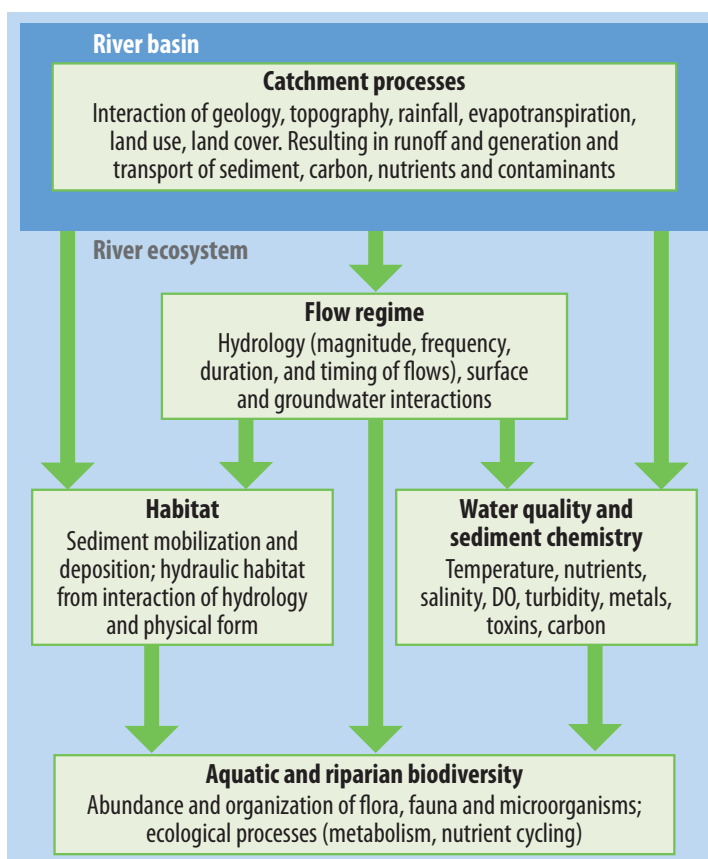 River basin
Catchment processes
Interaction of geology, topography, rainfall, evapotranspiration,
land use, land cover. Resulting in runoff and generation and
transport of sediment, carbon, nutrients and contaminants
River ecosystem
Flow regime
Hydrology (magnitude, frequency,
duration, and timing of flows), surface
and groundwater interactions
Habitat
Sediment mobilization and
deposition; hydraulic habitat
from interaction of hydrology
and physical form
Water quality and
sediment chemistry
Temperature, nutrients,
salinity, DO, turbidity, metals,
toxins, carbon
Aquatic and riparian biodiversity
Abundance and organization of flora, fauna and microorganisms;
ecological processes (metabolism, nutrient cycling)